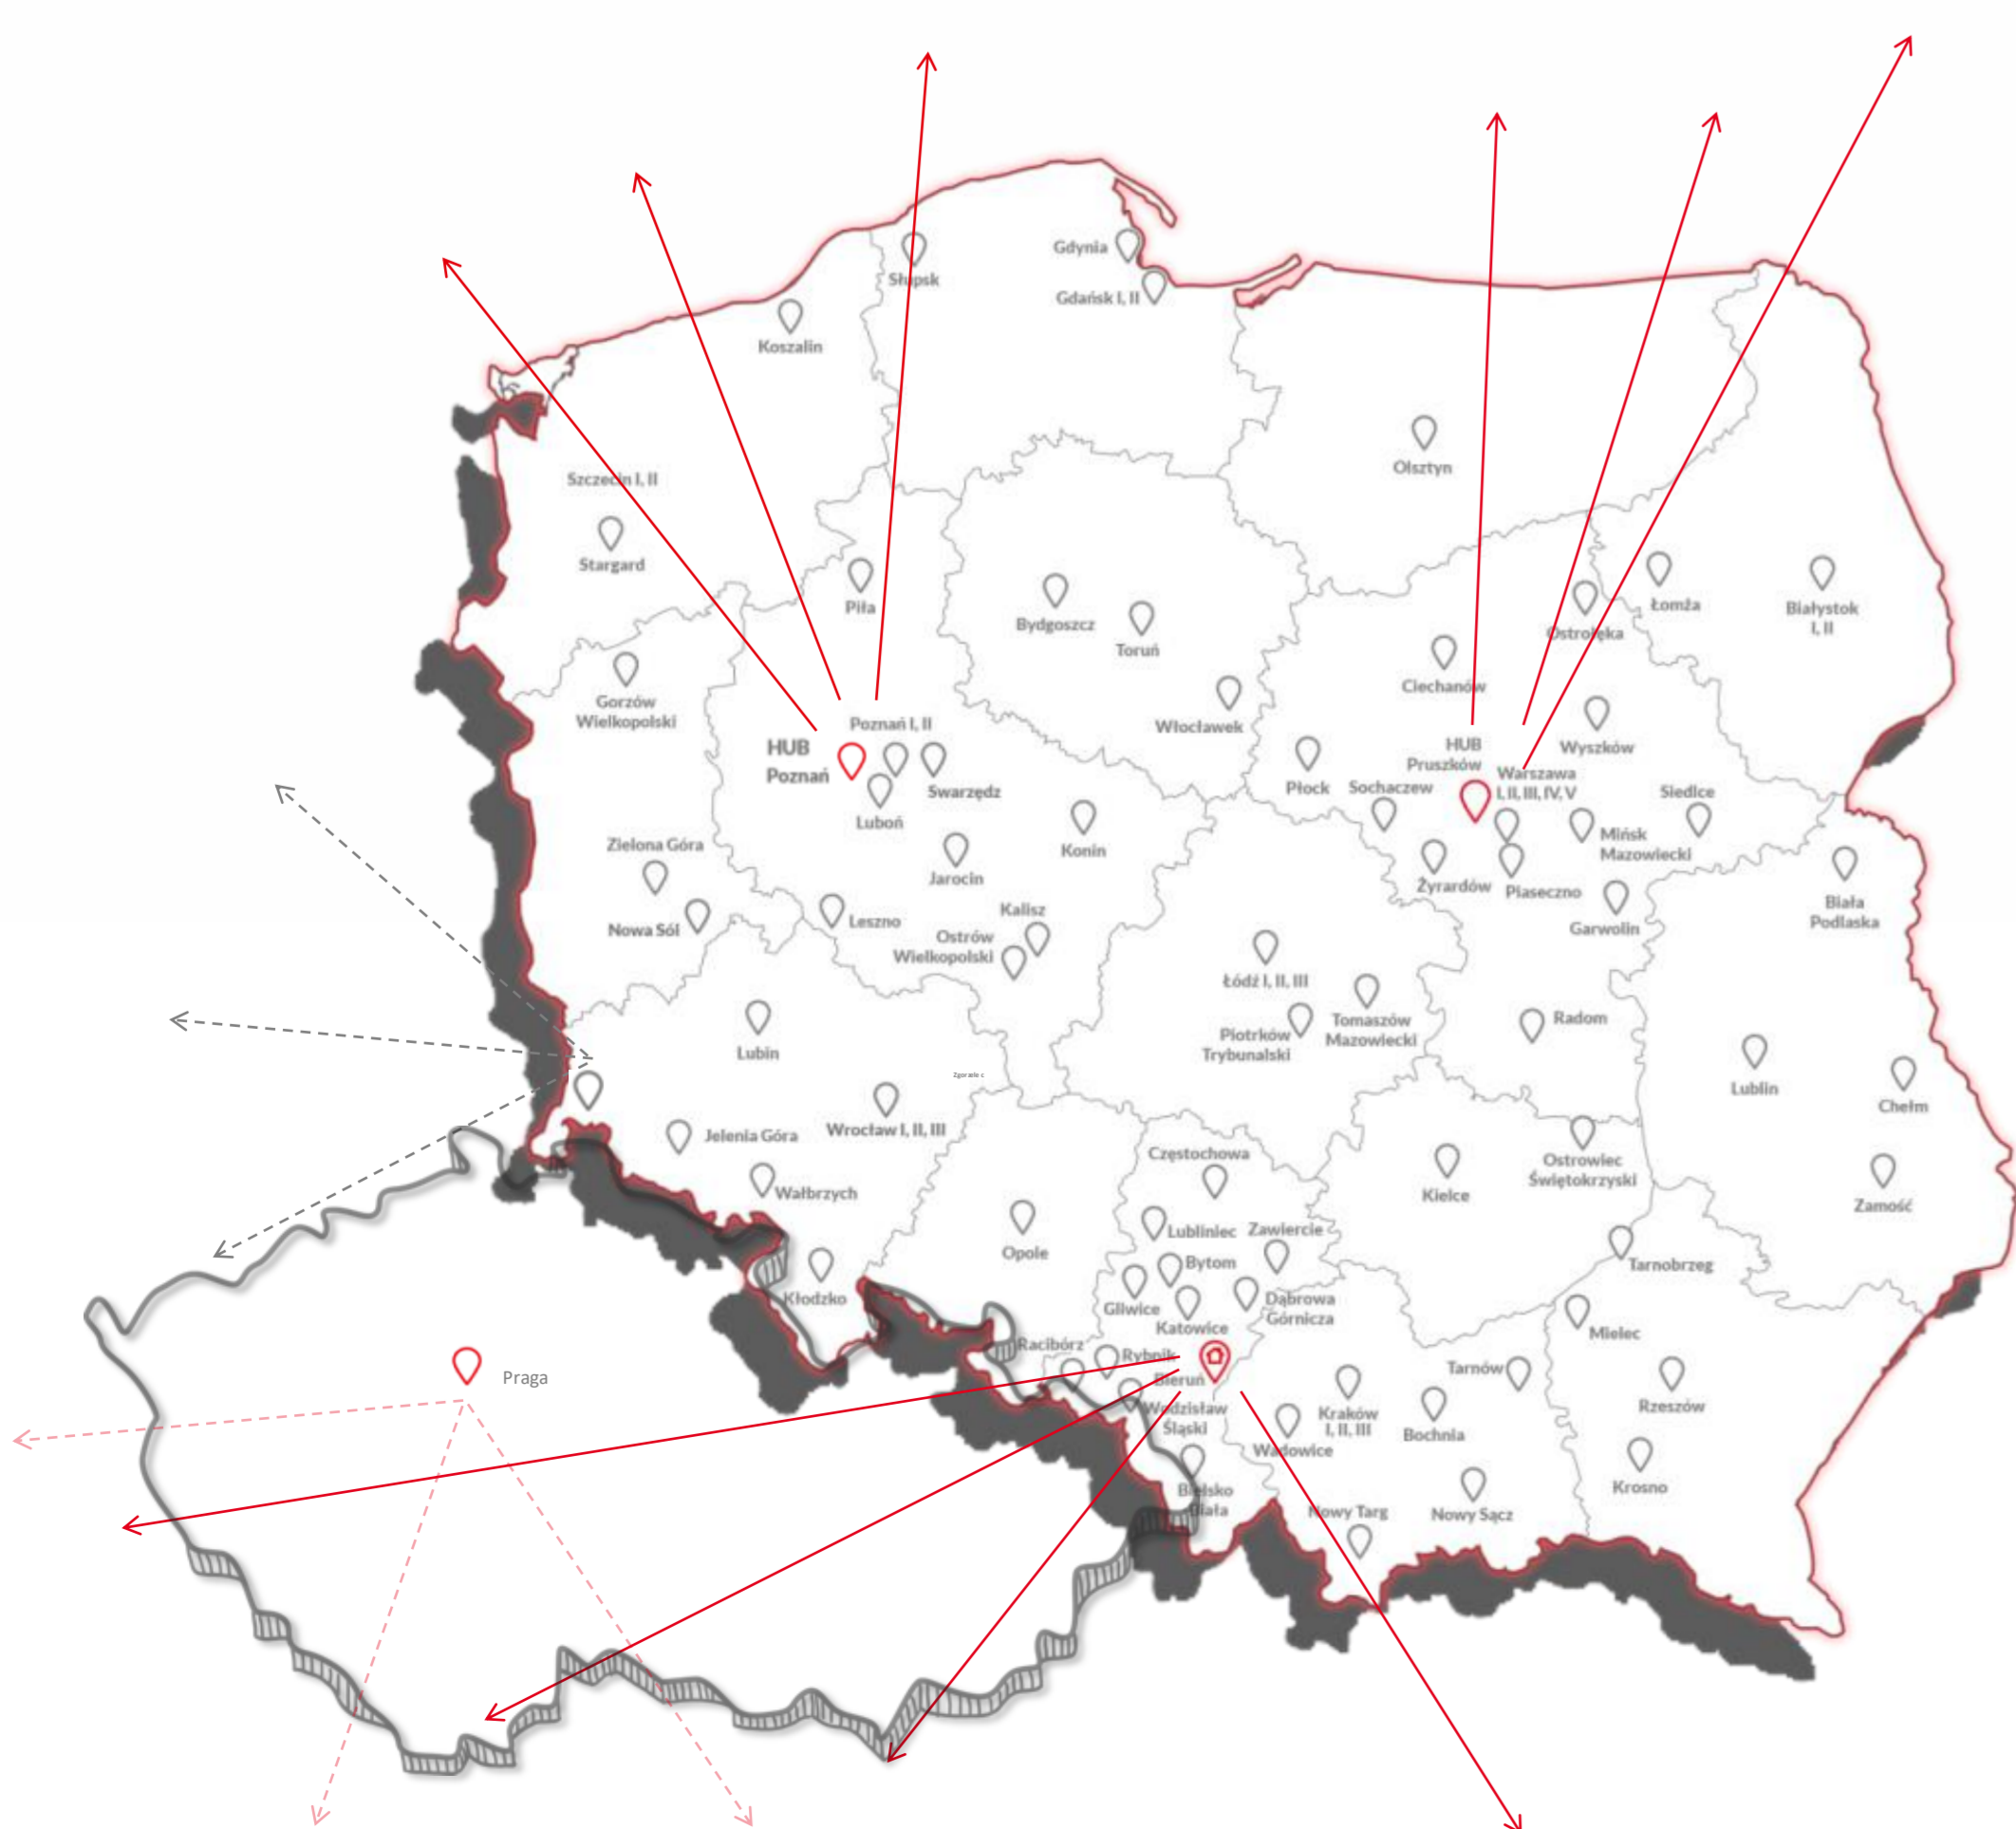 Słupsk
Gdynia
Gdańsk I, II
Koszalin
Olsztyn
Szczecin I, II
Stargard
Piła
Bydgoszcz
Toruń
Łomża
Białystok
I, II
Ostrołęka
Ciechanów
Gorzów
Wielkopolski
Włocławek
Wyszków
Poznań I, II
HUB
Poznań
Swarzędz
Luboń
HUB
Pruszków
Warszawa
I, II, III, IV, V
Płock
Sochaczew
Siedlce
Mińsk
Mazowiecki
Zielona Góra
Konin
Jarocin
Żyrardów
Piaseczno
Biała
Podlaska
Nowa Sól
Leszno
Kalisz
Ostrów
Wielkopolski
Garwolin
Łódź I, II, III
Piotrków
Trybunalski
Tomaszów
Mazowiecki
Radom
Lubin
Zgorzele c
Lublin
Chełm
Jelenia Góra
Wrocław I, II, III
Wałbrzych
Częstochowa
Kielce
Ostrowiec
Świętokrzyski
Zamość
Opole
Lubliniec
Zawiercie
Bytom
Tarnobrzeg
Kłodzko
Gliwice
Katowice
Dąbrowa
Górnicza
Mielec
Racibórz
Rybnik
Bieruń
Tarnów
Praga
Wodzisław
Śląski
Kraków
I, II, III
Bochnia
Rzeszów
Wadowice
Bielsko
Biała
Nowy Targ
Nowy Sącz
Krosno